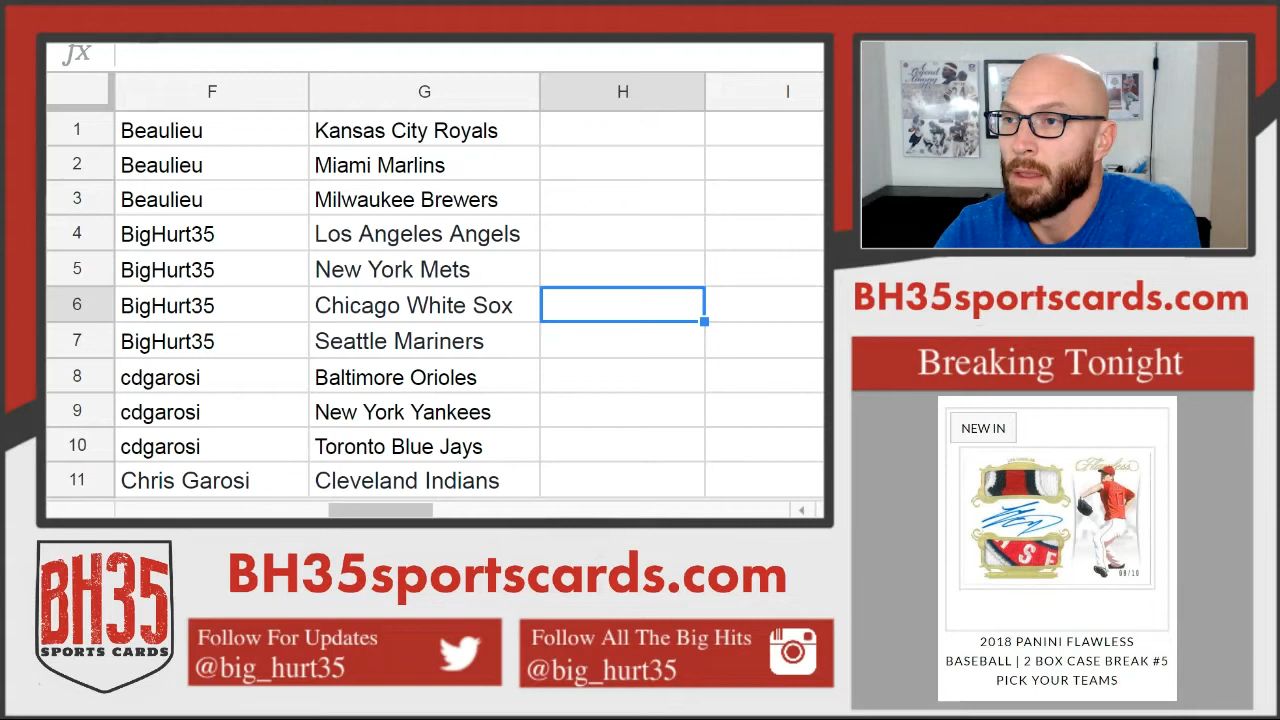 fx
F G H I
1 Beaulieu Kansas City Royals
2 Beaulieu Miami Marlins
3 Beaulieu Milwaukee Brewers
4 BigHurt35 Los Angeles Angels
5 BigHurt35 New York Mets
6 BigHurt35 Chicago White Sox
7 BigHurt35 Seattle Mariners
8 cdgarosi Baltimore Orioles
9 cdgarosi New York Yankees
10 cdgarosi Toronto Blue Jays
11 Chris Garosi Cleveland Indians
BH35sportscards.com
Breaking Tonight
NEW IN
Flawless
08/10
2018 PANINI FLAWLESS
BASEBALL | 2 BOX CASE BREAK #5
PICK YOUR TEAMS
BH35
SPORTS CARDS
BH35sportscards.com
Follow For Updates
@big_hurt35
Follow All The Big Hits
@big_hurt35